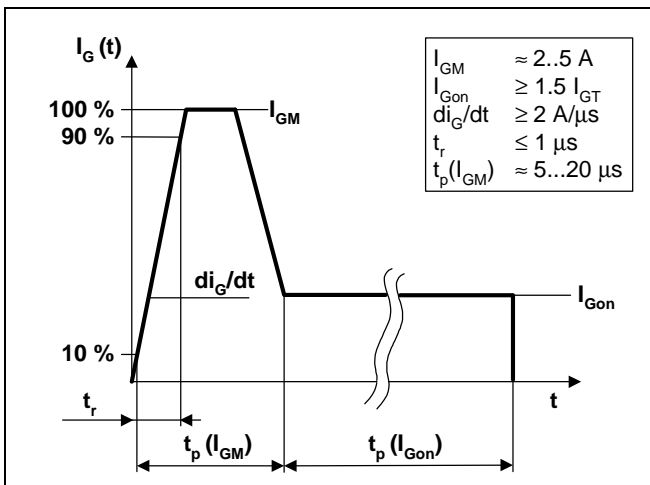 I_G (t)
100 %
90 %
I_GM
di_G/dt
I_Gon
10 %
t
t_r
t_p (I_GM)
t_p (I_Gon)
I_GM ≈ 2..5 A
I_Gon ≥ 1.5 I_GT
di_G/dt ≥ 2 A/μs
t_r ≤ 1 μs
t_p(I_GM) ≈ 5...20 μs